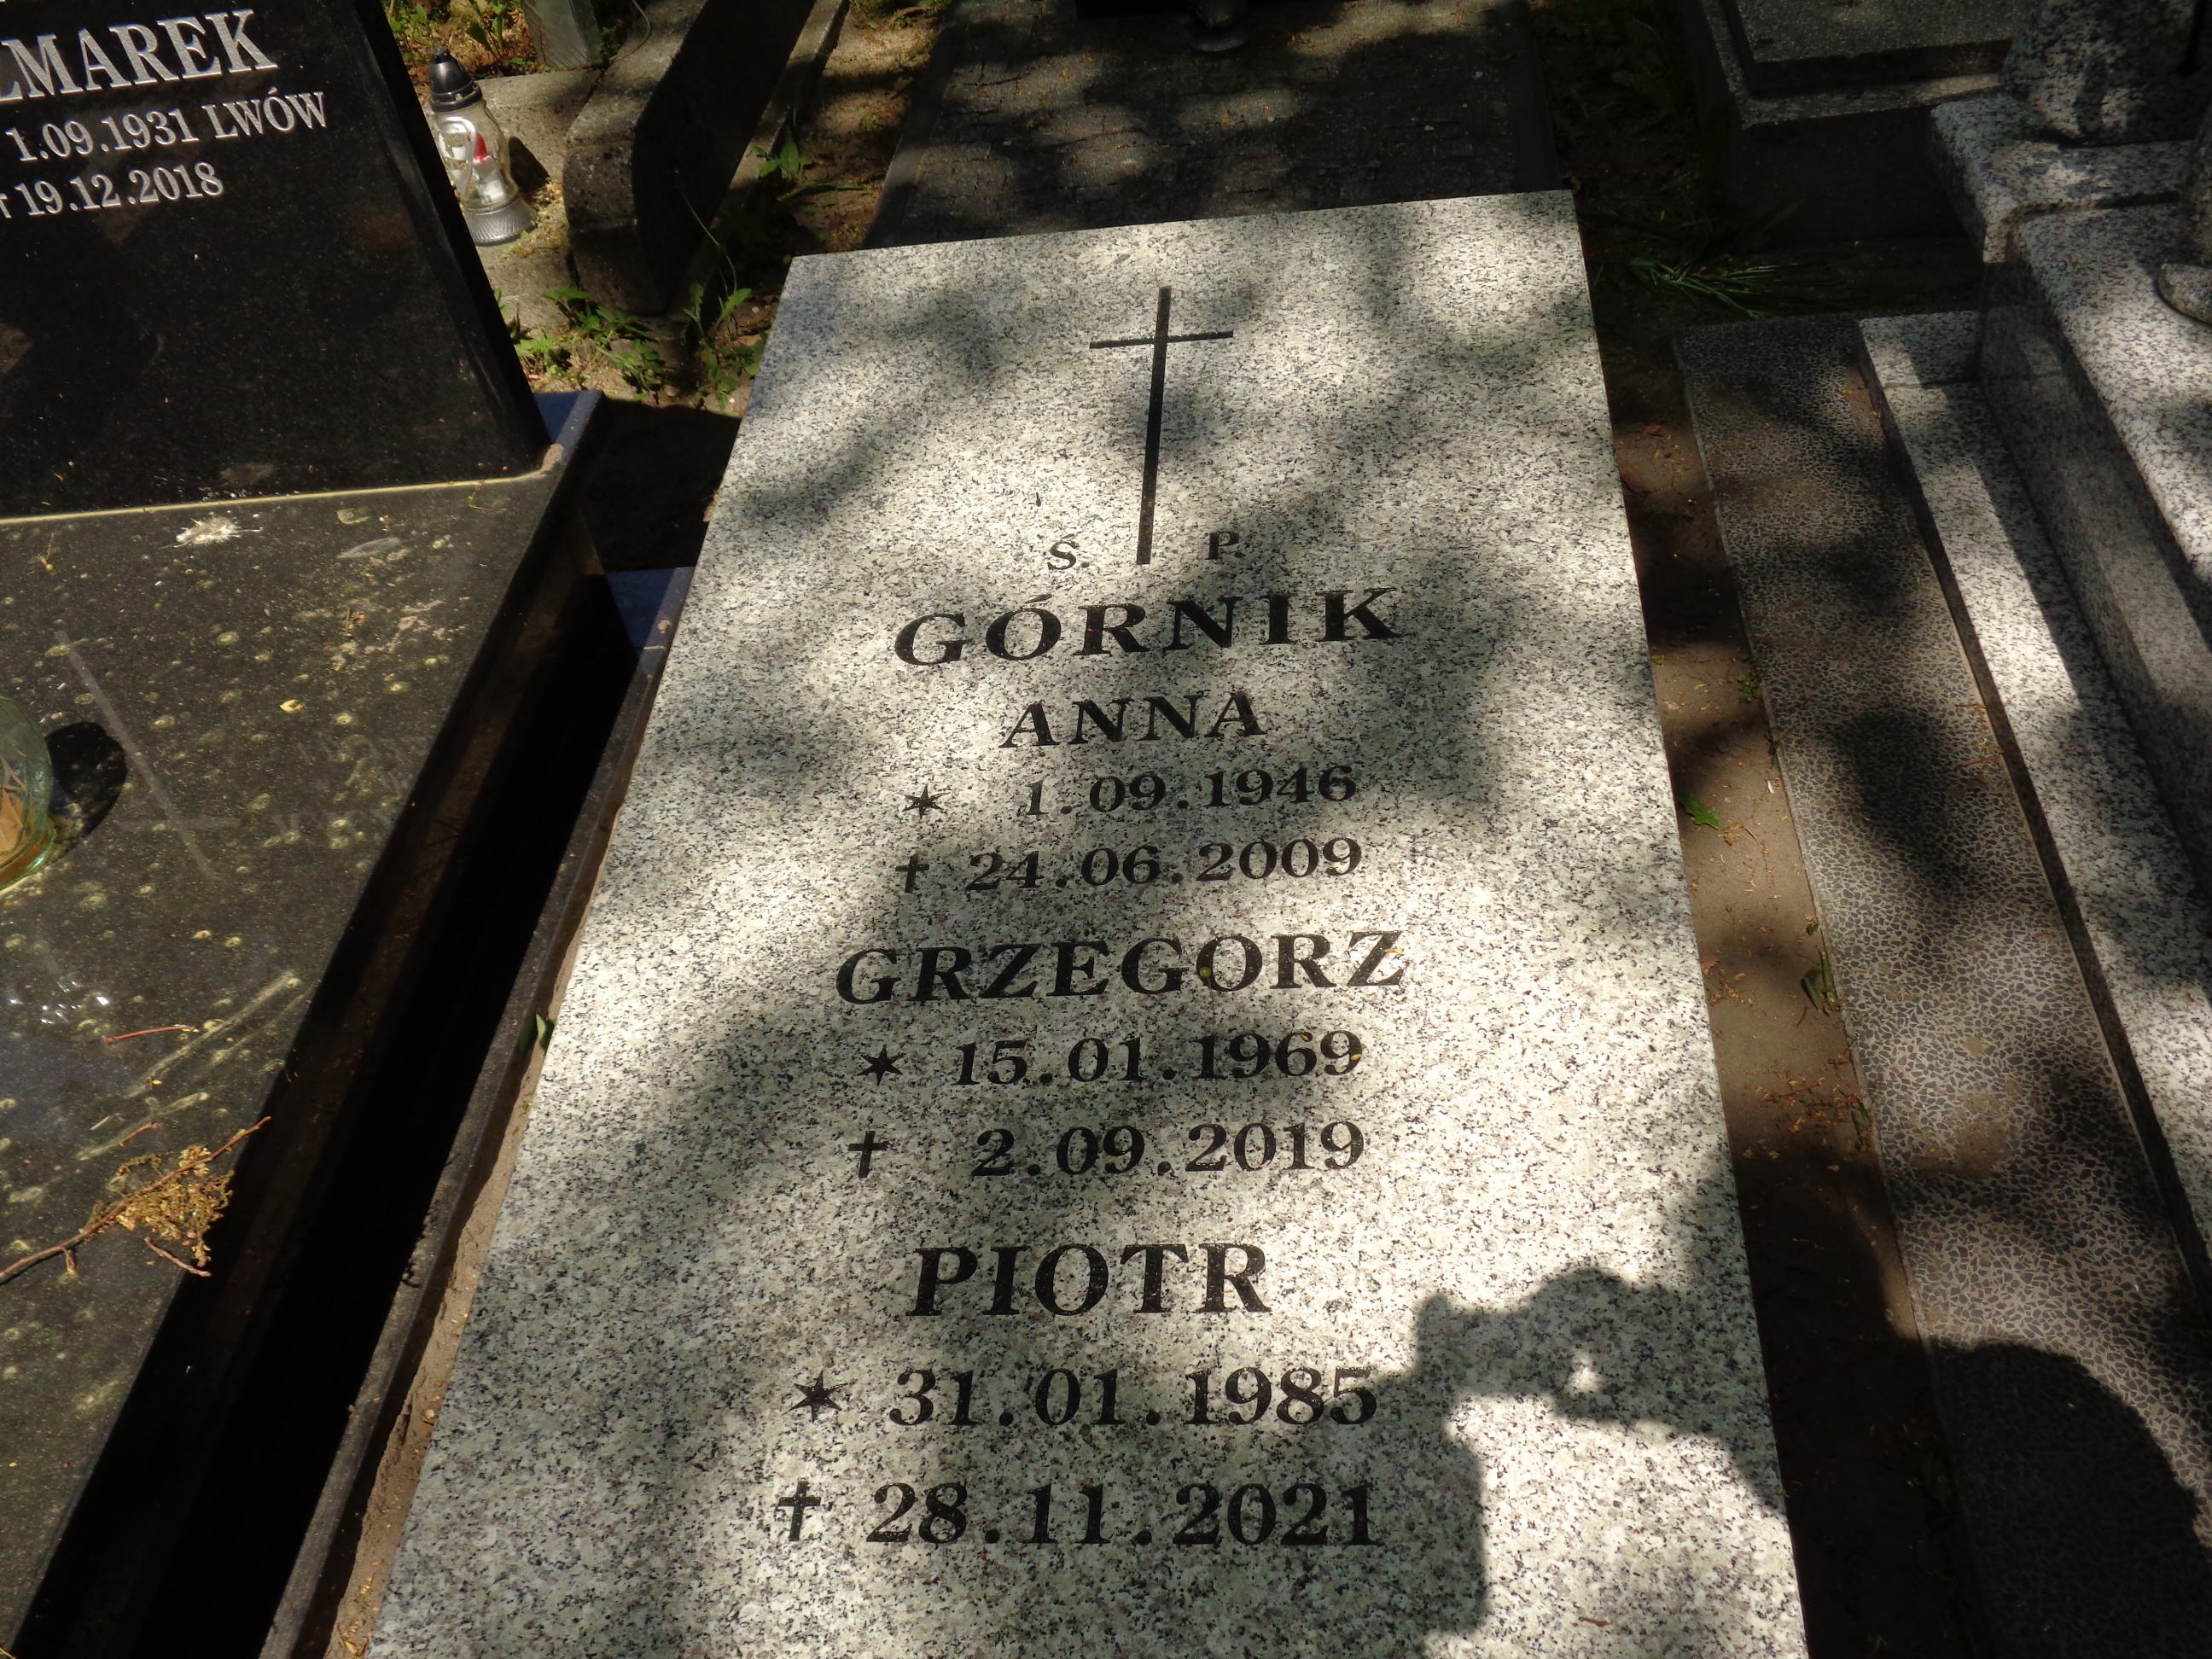 MAREK
1.09.1931 LWÓW
† 19.12.2018
Ś. P.
GÓRNIK
ANNA
✶ 1.09.1946
† 24.06.2009
GRZEGORZ
✶ 15.01.1969
† 2.09.2019
PIOTR
✶ 31.01.1985
† 28.11.2021